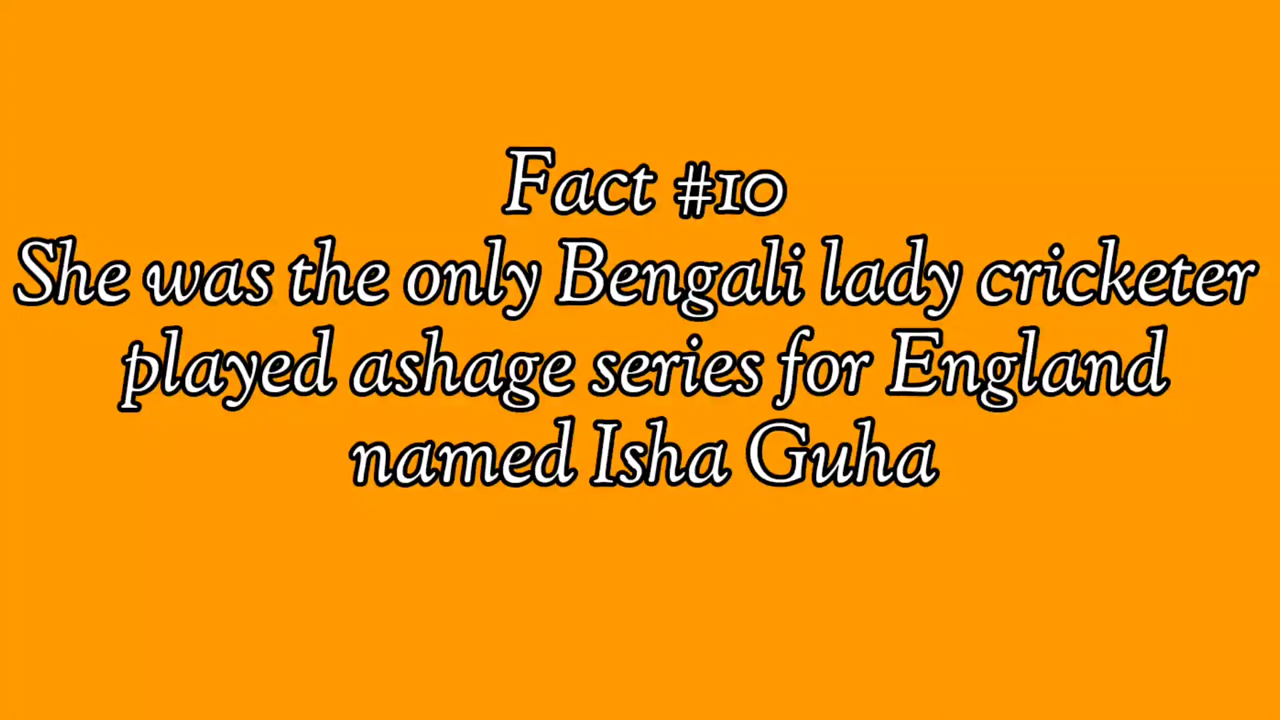 Fact #10
She was the only Bengali lady cricketer
played ashage series for England
named Isha Guha